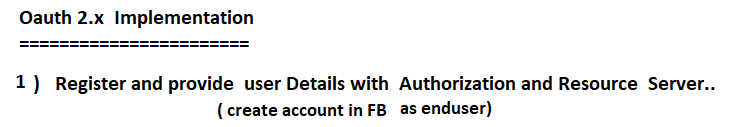 Oauth 2.x Implementation
=======================
1 ) Register and provide user Details with Authorization and Resource Server..
( create account in FB as enduser)